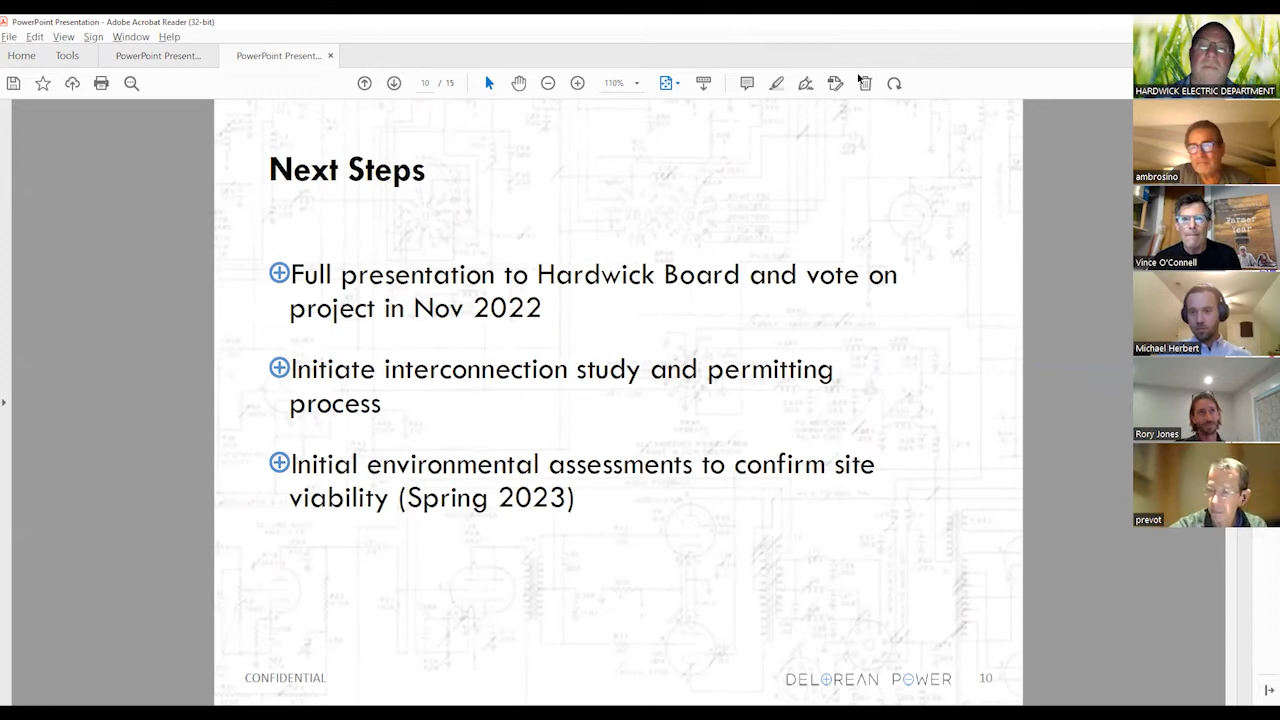 PowerPoint Presentation - Adobe Acrobat Reader (32-bit)
File Edit View Sign Window Help
Home Tools PowerPoint Present... PowerPoint Present... ×
10 / 15 110%
Next Steps
Full presentation to Hardwick Board and vote on
project in Nov 2022
Initiate interconnection study and permitting
process
Initial environmental assessments to confirm site
viability (Spring 2023)
CONFIDENTIAL DELOREAN POWER 10
HARDWICK ELECTRIC DEPARTMENT
ambrosino
Farmer
Year
Vince O'Connell
Michael Herbert
Rory Jones
prevot